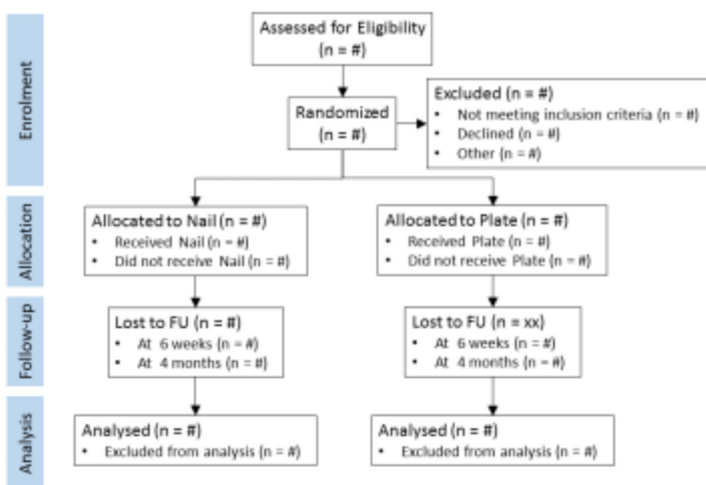 Enrolment
Assessed for Eligibility
(n = #)
Randomized
(n = #)
Excluded (n = #)
• Not meeting inclusion criteria (n = #)
• Declined (n = #)
• Other (n = #)
Allocation
Allocated to Nail (n = #)
• Received Nail (n = #)
• Did not receive Nail (n = #)
Allocated to Plate (n = #)
• Received Plate (n = #)
• Did not receive Plate (n = #)
Follow-up
Lost to FU (n = #)
• At 6 weeks (n = #)
• At 4 months (n = #)
Lost to FU (n = xx)
• At 6 weeks (n = #)
• At 4 months (n = #)
Analysis
Analysed (n = #)
• Excluded from analysis (n = #)
Analysed (n = #)
• Excluded from analysis (n = #)